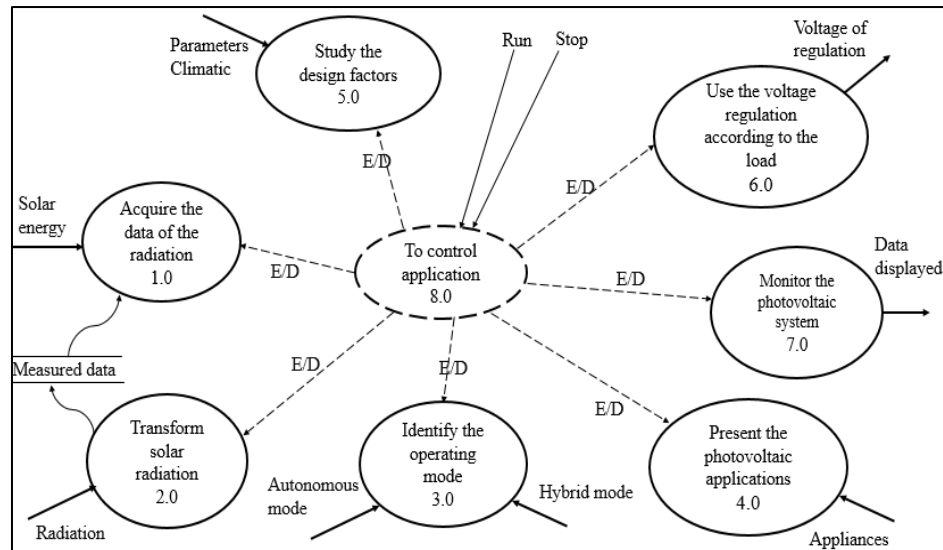 Parameters
Climatic
Study the
design factors
5.0
Run
Stop
Voltage of
regulation
Use the voltage
regulation
according to the
load
6.0
E/D
E/D
Solar
energy
Acquire the
data of the
radiation
1.0
E/D
To control
application
8.0
E/D
Monitor the
photovoltaic
system
7.0
Data
displayed
Measured data
E/D
E/D
E/D
Transform
solar
radiation
2.0
Radiation
Identify the
operating
mode
3.0
Autonomous
mode
Hybrid mode
Present the
photovoltaic
applications
4.0
Appliances